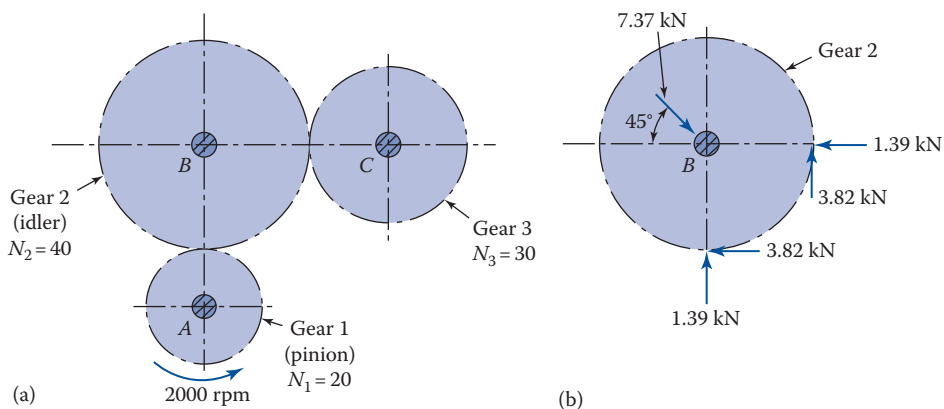 7.37 kN
Gear 2
45°
B
1.39 kN
3.82 kN
3.82 kN
1.39 kN
(b)
B
C
Gear 2
(idler)
N₂ = 40
Gear 3
N₃ = 30
A
Gear 1
(pinion)
N₁ = 20
2000 rpm
(a)